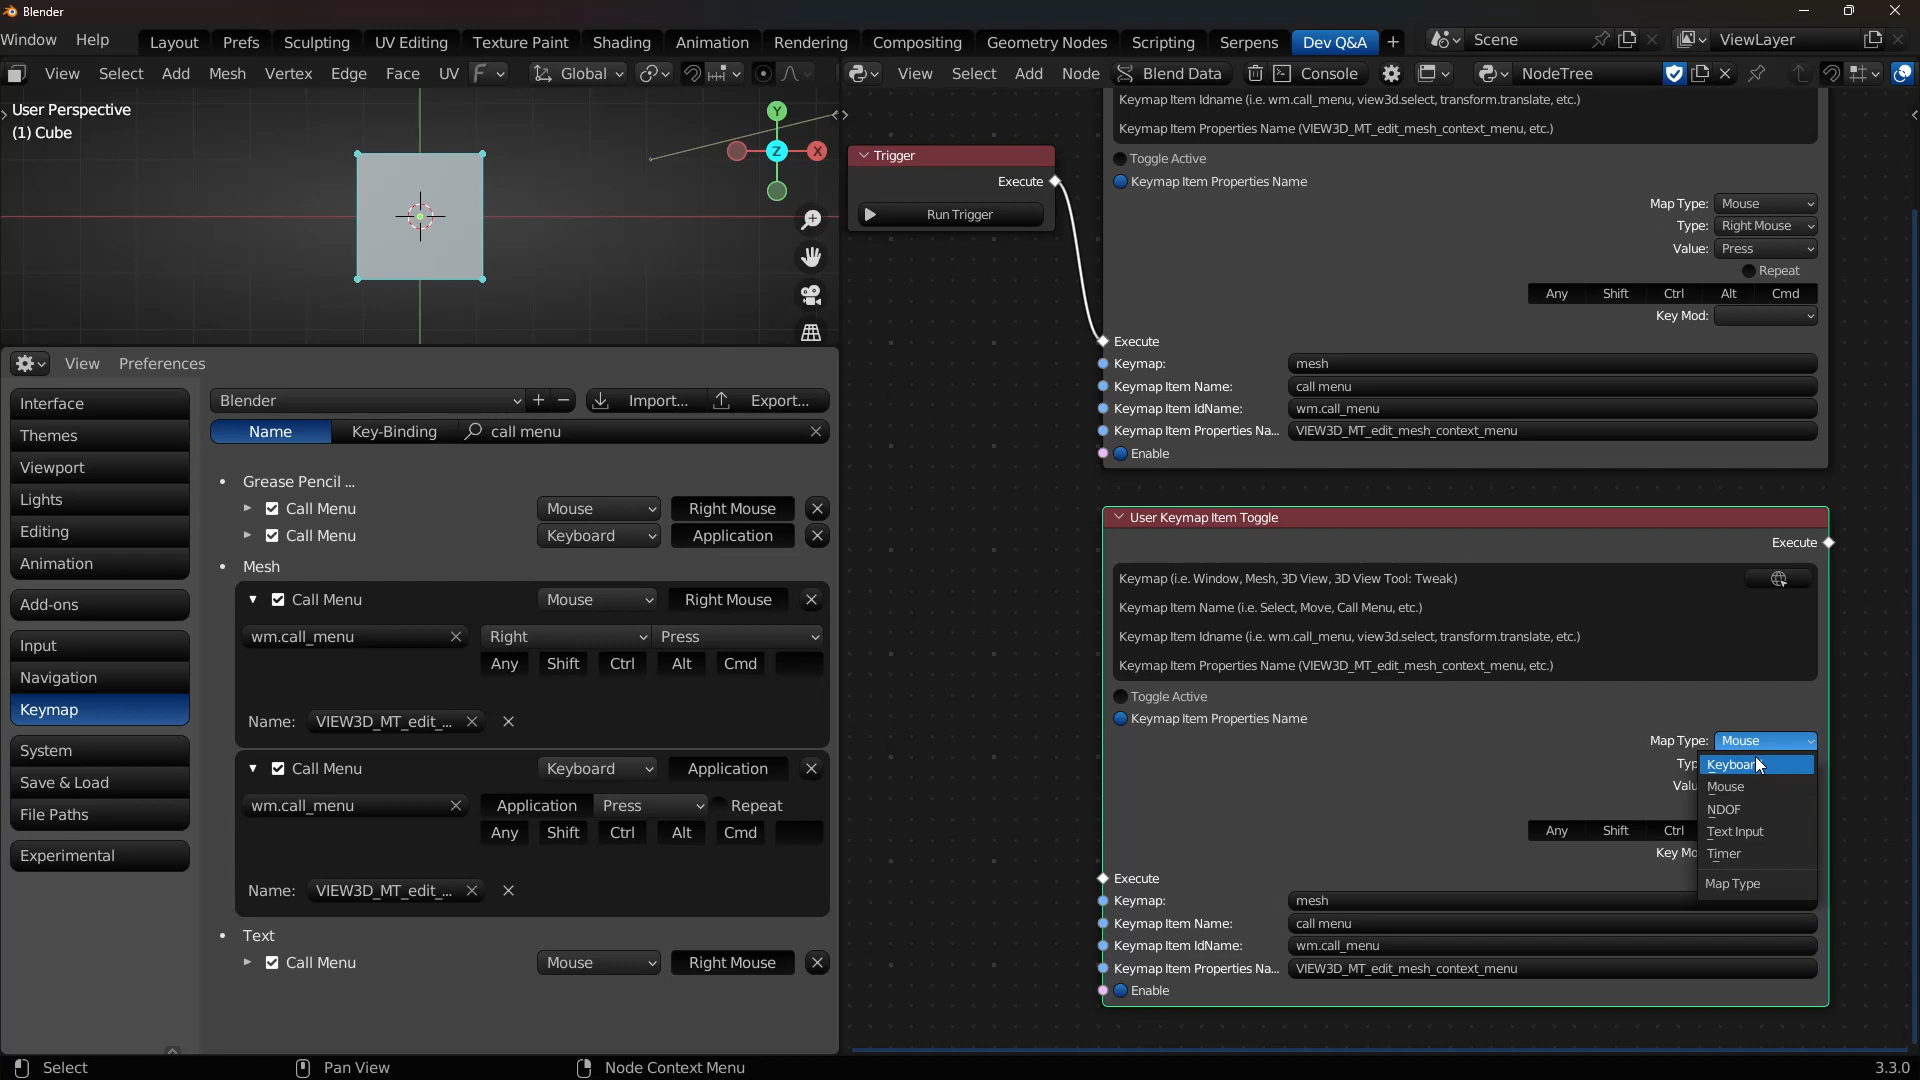 Blender
Window Help Layout Prefs Sculpting UV Editing Texture Paint Shading Animation Rendering Compositing Geometry Nodes Scripting Serpens Dev Q&A + Scene ViewLayer
View Select Add Mesh Vertex Edge Face UV F Global
View Select Add Node Blend Data Console NodeTree
User Perspective
(1) Cube
Y
Z
X
Trigger
Execute
Run Trigger
Keymap Item Idname (i.e. wm.call_menu, view3d.select, transform.translate, etc.)
Keymap Item Properties Name (VIEW3D_MT_edit_mesh_context_menu, etc.)
Toggle Active
Keymap Item Properties Name
Map Type: Mouse
Type: Right Mouse
Value: Press
Repeat
Any Shift Ctrl Alt Cmd
Key Mod:
Execute
Keymap: mesh
Keymap Item Name: call menu
Keymap Item IdName: wm.call_menu
Keymap Item Properties Na... VIEW3D_MT_edit_mesh_context_menu
Enable
View Preferences
Interface
Themes
Viewport
Lights
Editing
Animation
Add-ons
Input
Navigation
Keymap
System
Save & Load
File Paths
Experimental
Blender + − Import... Export...
Name Key-Binding call menu
Grease Pencil ...
Call Menu Mouse Right Mouse
Call Menu Keyboard Application
Mesh
Call Menu Mouse Right Mouse
wm.call_menu Right Press
Any Shift Ctrl Alt Cmd
Name: VIEW3D_MT_edit_...
Call Menu Keyboard Application
wm.call_menu Application Press Repeat
Any Shift Ctrl Alt Cmd
Name: VIEW3D_MT_edit_...
Text
Call Menu Mouse Right Mouse
User Keymap Item Toggle
Execute
Keymap (i.e. Window, Mesh, 3D View, 3D View Tool: Tweak)
Keymap Item Name (i.e. Select, Move, Call Menu, etc.)
Keymap Item Idname (i.e. wm.call_menu, view3d.select, transform.translate, etc.)
Keymap Item Properties Name (VIEW3D_MT_edit_mesh_context_menu, etc.)
Toggle Active
Keymap Item Properties Name
Map Type: Mouse
Typ Keyboar
Valu Mouse
NDOF
Any Shift Ctrl Text Input
Key Mo Timer
Map Type
Execute
Keymap: mesh
Keymap Item Name: call menu
Keymap Item IdName: wm.call_menu
Keymap Item Properties Na... VIEW3D_MT_edit_mesh_context_menu
Enable
Select Pan View Node Context Menu 3.3.0